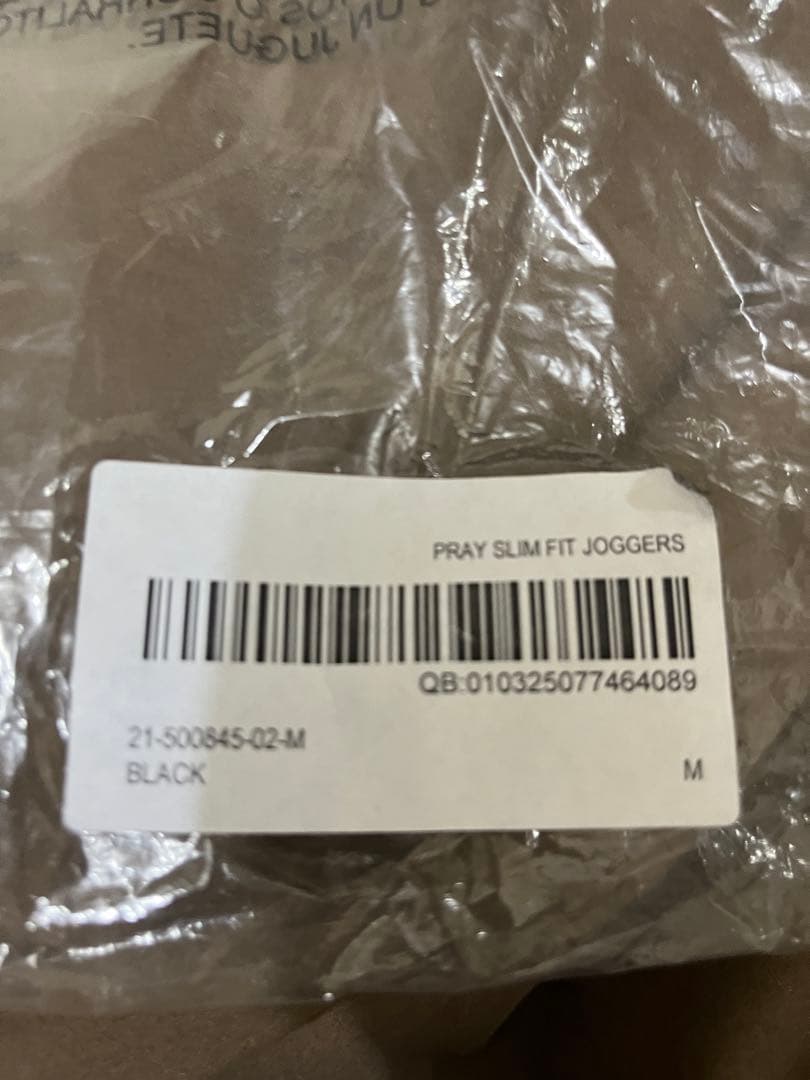 UN JUGUETE.
PRAY SLIM FIT JOGGERS
QB:010325077464089
21-500845-02-M
BLACK
M